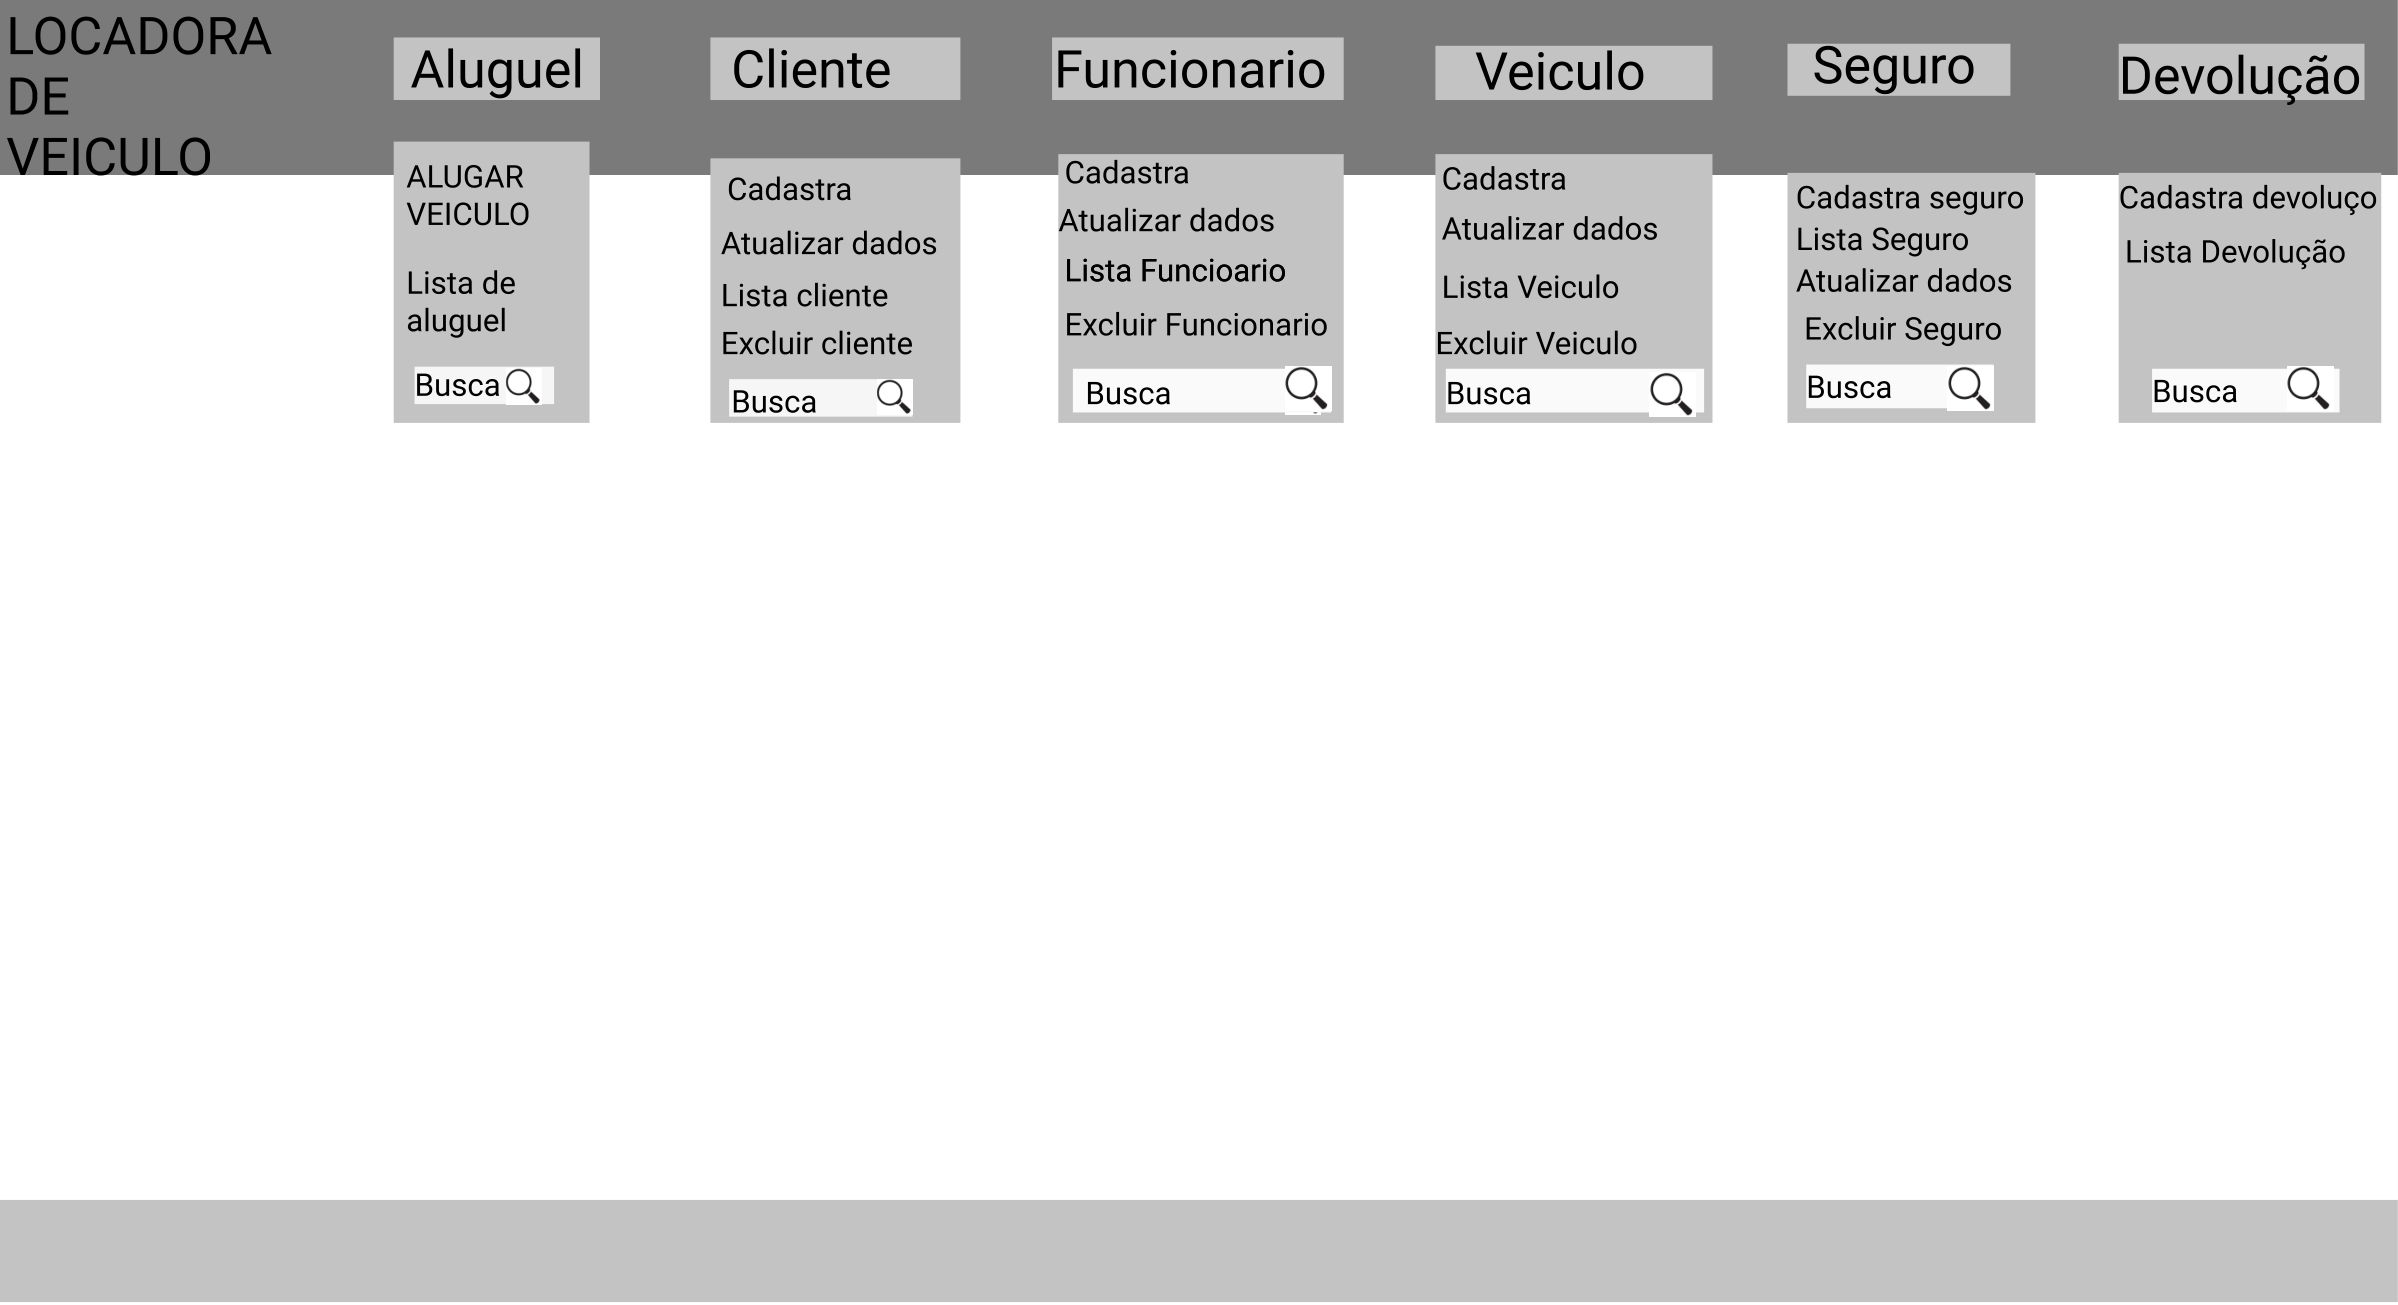 LOCADORA
DE
VEICULO
Aluguel
Cliente
Funcionario
Veiculo
Seguro
Devolução
ALUGAR
VEICULO
Lista de
aluguel
Busca
Cadastra
Atualizar dados
Lista cliente
Excluir cliente
Busca
Cadastra
Atualizar dados
Lista Funcioario
Excluir Funcionario
Busca
Cadastra
Atualizar dados
Lista Veiculo
Excluir Veiculo
Busca
Cadastra seguro
Lista Seguro
Atualizar dados
Excluir Seguro
Busca
Cadastra devoluço
Lista Devolução
Busca